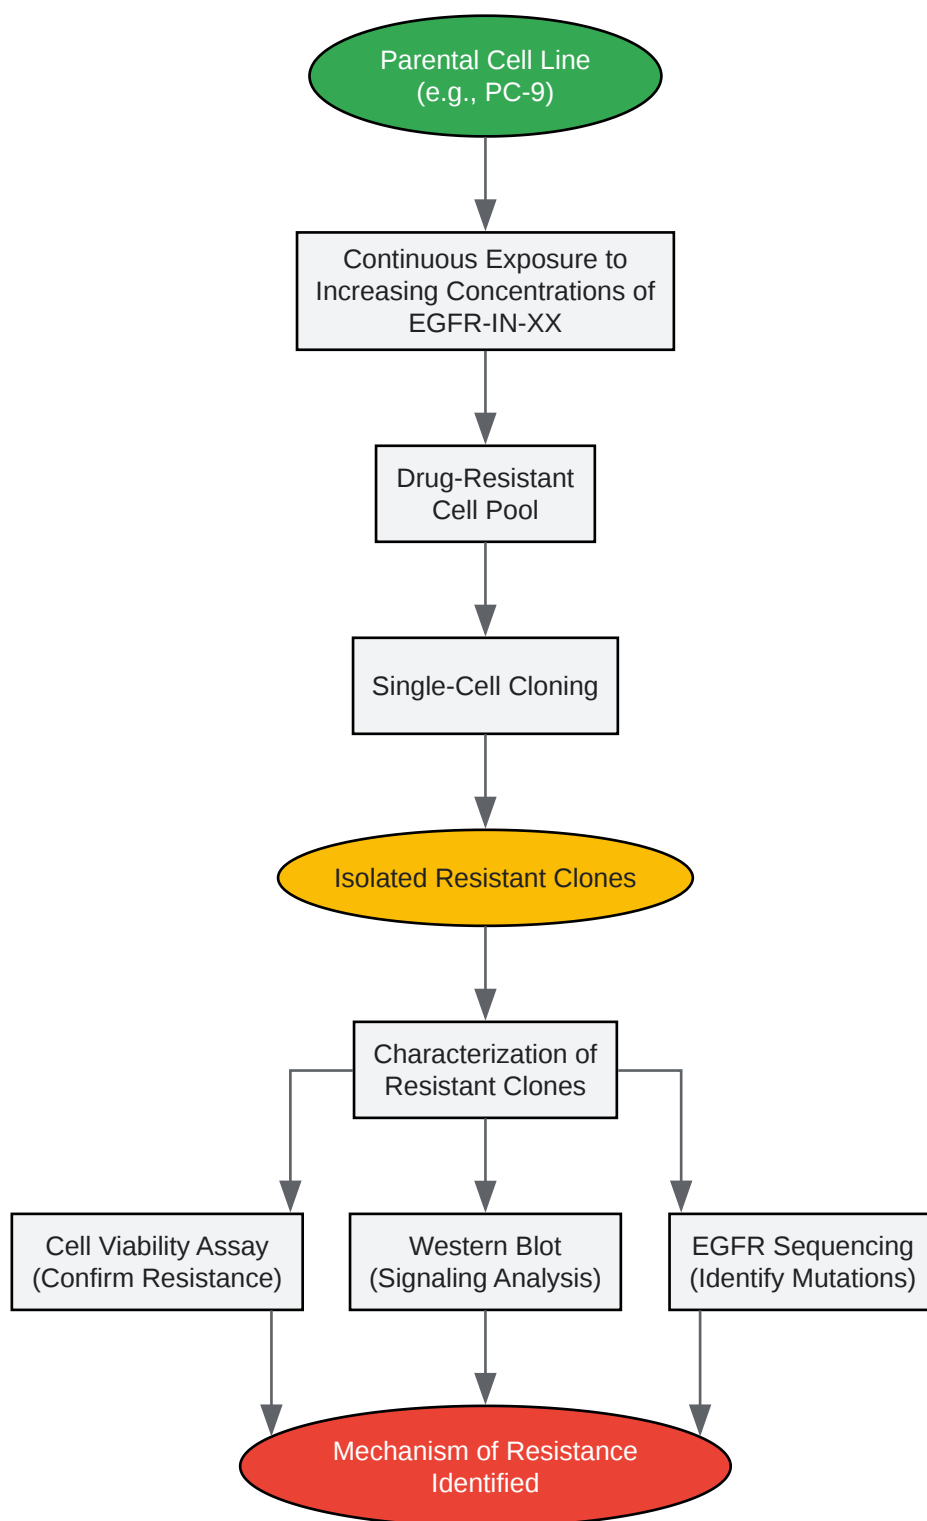 Parental Cell Line
(e.g., PC-9)
Continuous Exposure to
Increasing Concentrations of
EGFR-IN-XX
Drug-Resistant
Cell Pool
Single-Cell Cloning
Isolated Resistant Clones
Characterization of
Resistant Clones
Cell Viability Assay
(Confirm Resistance)
Western Blot
(Signaling Analysis)
EGFR Sequencing
(Identify Mutations)
Mechanism of Resistance
Identified